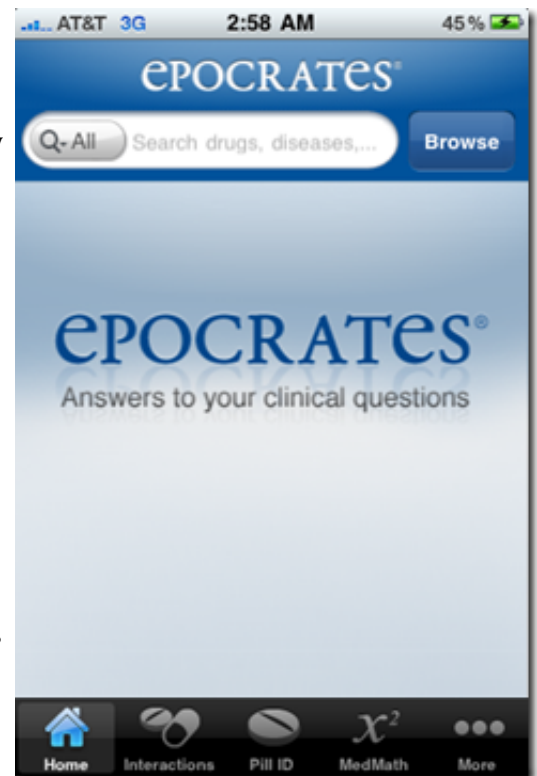 AT&T 3G 2:58 AM 45%
EPOCRATES®
Q- All Search drugs, diseases,... Browse
EPOCRATES®
Answers to your clinical questions
x²
Home Interactions Pill ID MedMath More